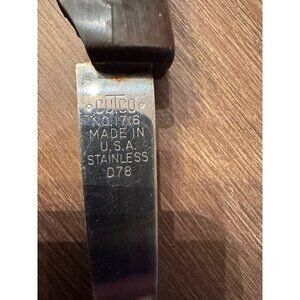 CUTCO
NO. 1716
MADE IN
U.S.A.
STAINLESS
D78